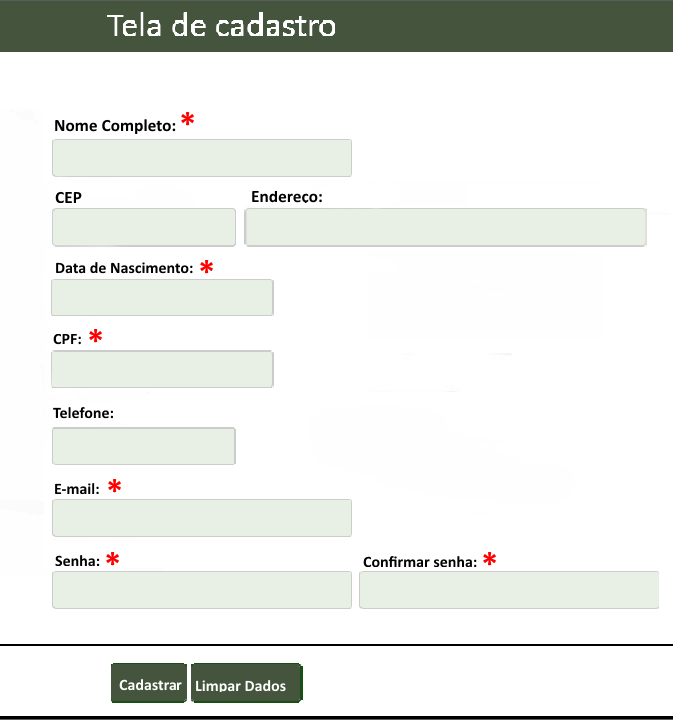 Tela de cadastro
Nome Completo: *
CEP Endereço:
Data de Nascimento: *
CPF: *
Telefone:
E-mail: *
Senha: * Confirmar senha: *
Cadastrar Limpar Dados